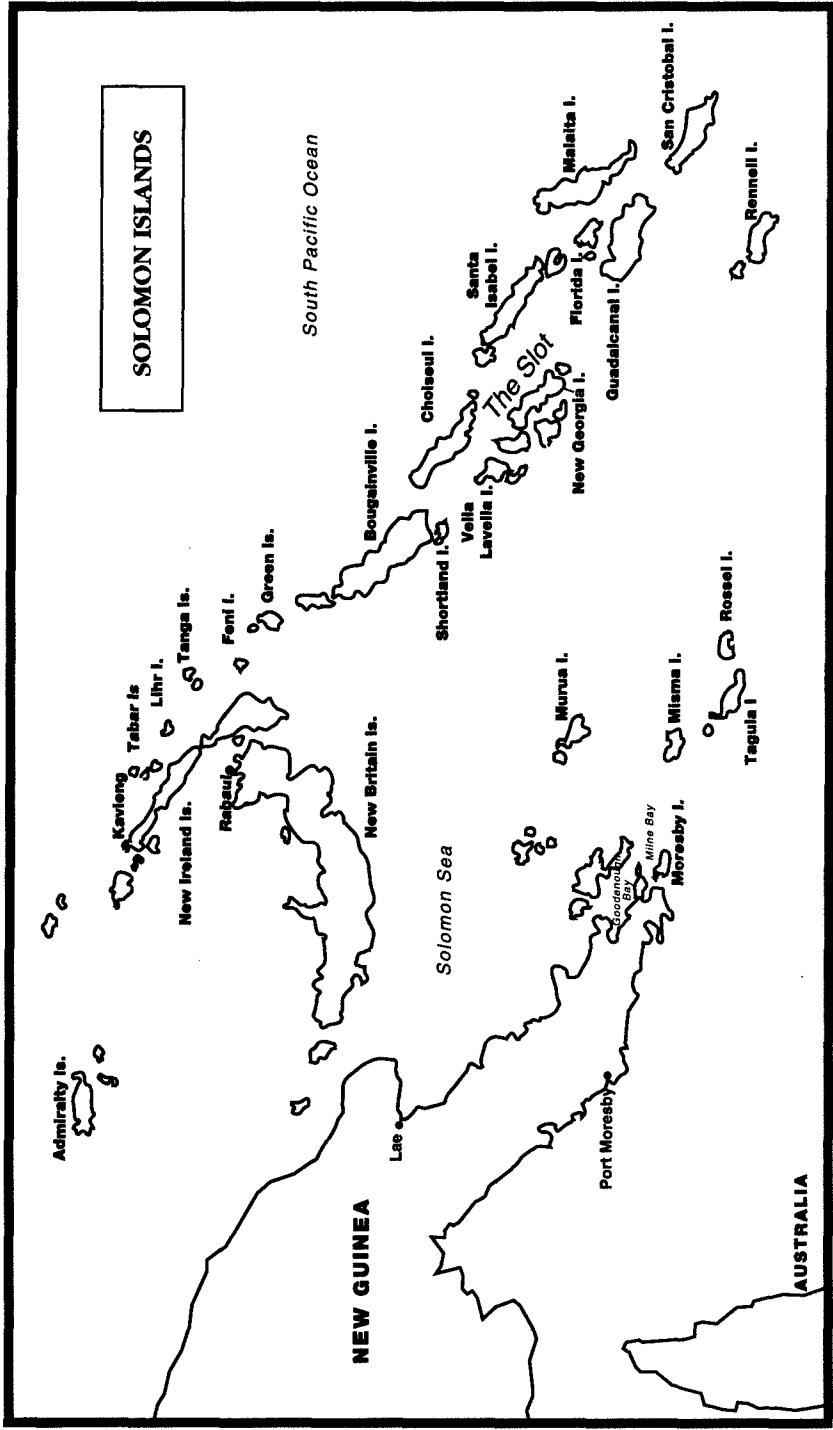 SOLOMON ISLANDS
South Pacific Ocean
Admiralty Is.
Kavieng
Tabar is
Lihr I.
Tanga is.
Feni I.
Green is.
New Ireland is.
Rabaul
New Britain is.
Bougainville I.
Choiseul I.
Shortland I.
Vella
Lavella I.
The Slot
Santa
Isabel I.
New Georgia I.
Florida I.
Guadalcanal I.
Malaita I.
San Cristobal I.
Rennell I.
NEW GUINEA
Lae
Solomon Sea
Port Moresby
Goodenough
Bay
Milne Bay
Moresby I.
Murua I.
Misma I.
Tagula I
Rossel I.
AUSTRALIA